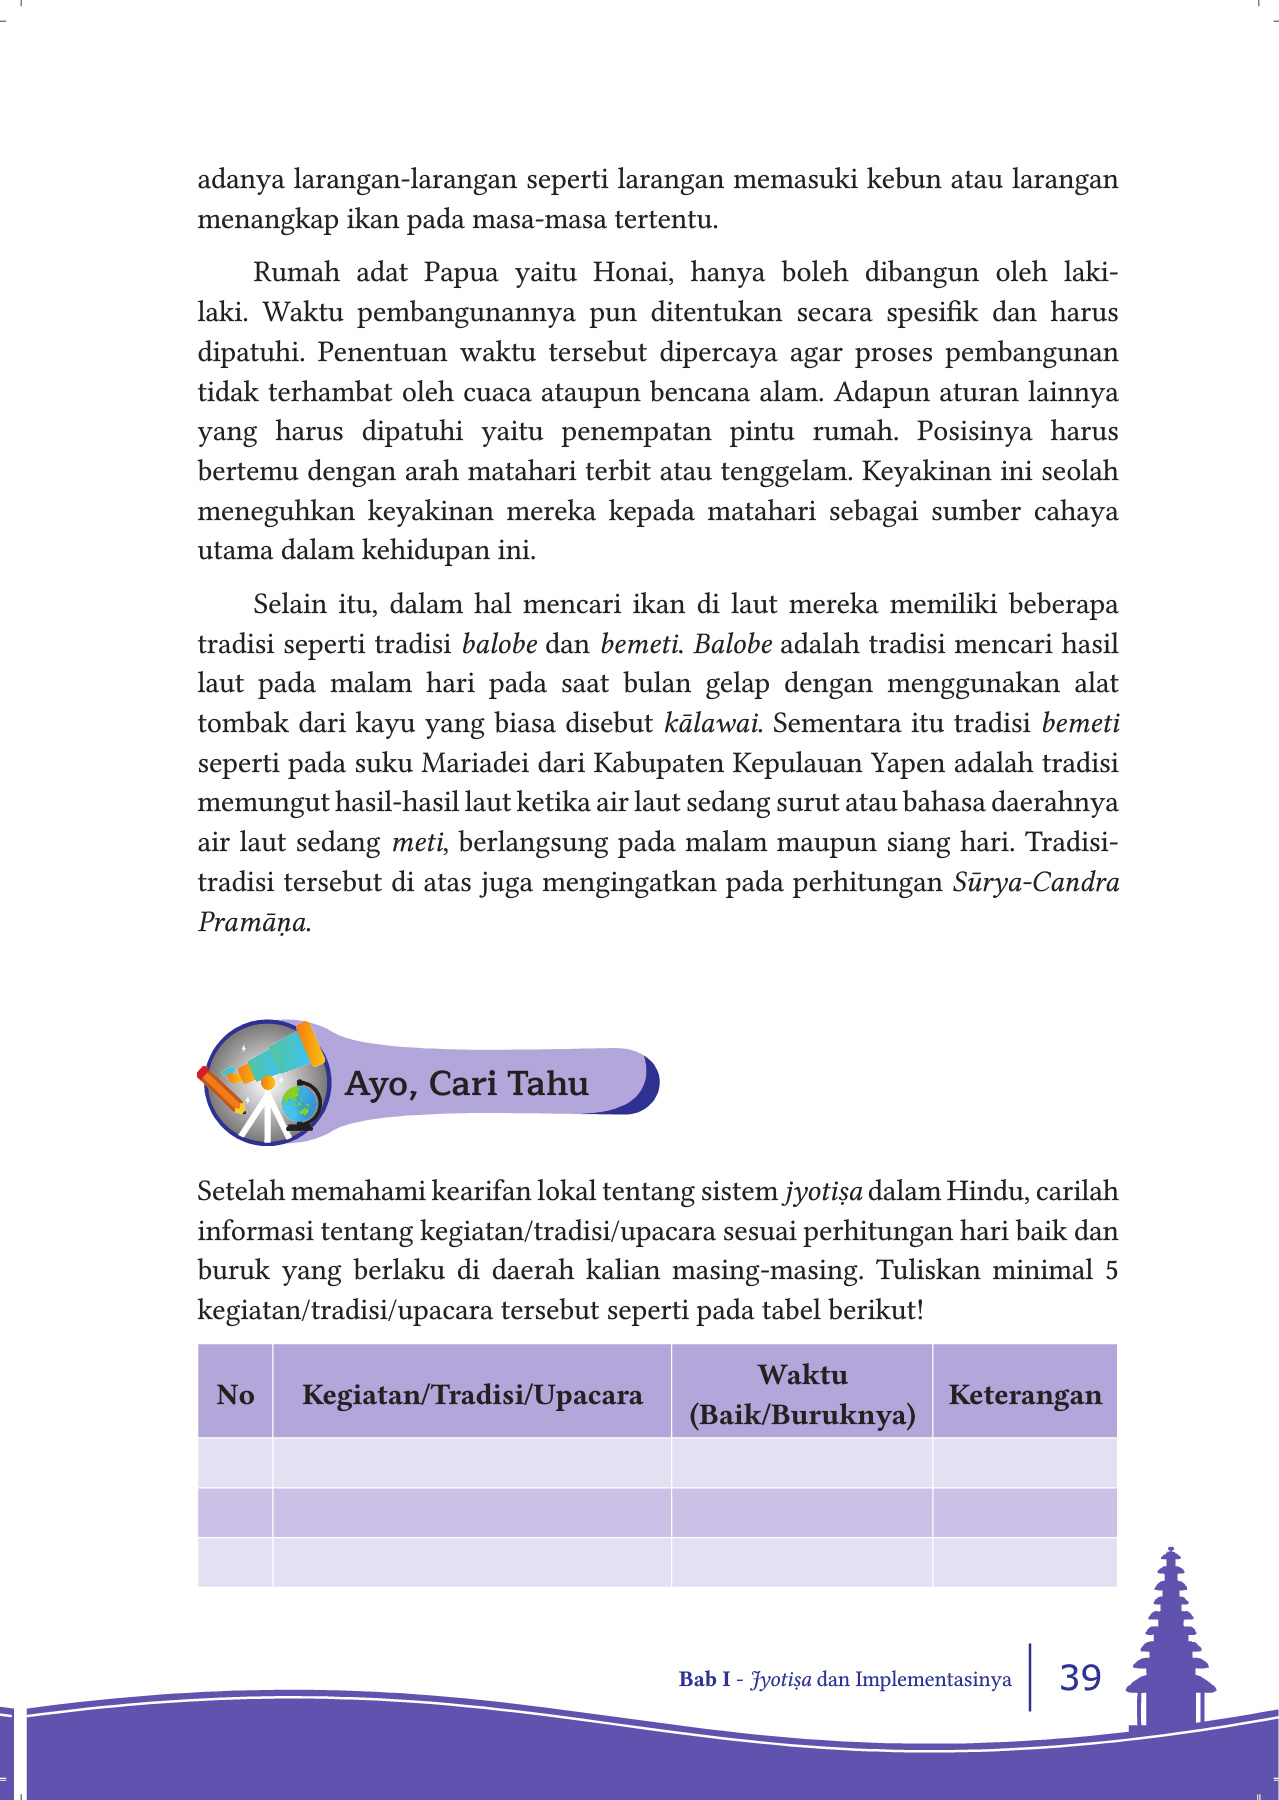 adanya larangan-larangan seperti larangan memasuki kebun atau larangan
menangkap ikan pada masa-masa tertentu.
Rumah adat Papua yaitu Honai, hanya boleh dibangun oleh laki-
laki. Waktu pembangunannya pun ditentukan secara spesifik dan harus
dipatuhi. Penentuan waktu tersebut dipercaya agar proses pembangunan
tidak terhambat oleh cuaca ataupun bencana alam. Adapun aturan lainnya
yang harus dipatuhi yaitu penempatan pintu rumah. Posisinya harus
bertemu dengan arah matahari terbit atau tenggelam. Keyakinan ini seolah
meneguhkan keyakinan mereka kepada matahari sebagai sumber cahaya
utama dalam kehidupan ini.
Selain itu, dalam hal mencari ikan di laut mereka memiliki beberapa
tradisi seperti tradisi balobe dan bemeti. Balobe adalah tradisi mencari hasil
laut pada malam hari pada saat bulan gelap dengan menggunakan alat
tombak dari kayu yang biasa disebut kālawai. Sementara itu tradisi bemeti
seperti pada suku Mariadei dari Kabupaten Kepulauan Yapen adalah tradisi
memungut hasil-hasil laut ketika air laut sedang surut atau bahasa daerahnya
air laut sedang meti, berlangsung pada malam maupun siang hari. Tradisi-
tradisi tersebut di atas juga mengingatkan pada perhitungan Sūrya-Candra
Pramāṇa.
Ayo, Cari Tahu
Setelah memahami kearifan lokal tentang sistem jyotiṣa dalam Hindu, carilah
informasi tentang kegiatan/tradisi/upacara sesuai perhitungan hari baik dan
buruk yang berlaku di daerah kalian masing-masing. Tuliskan minimal 5
kegiatan/tradisi/upacara tersebut seperti pada tabel berikut!
No Kegiatan/Tradisi/Upacara Waktu (Baik/Buruknya) Keterangan
Bab I - Jyotiṣa dan Implementasinya 39